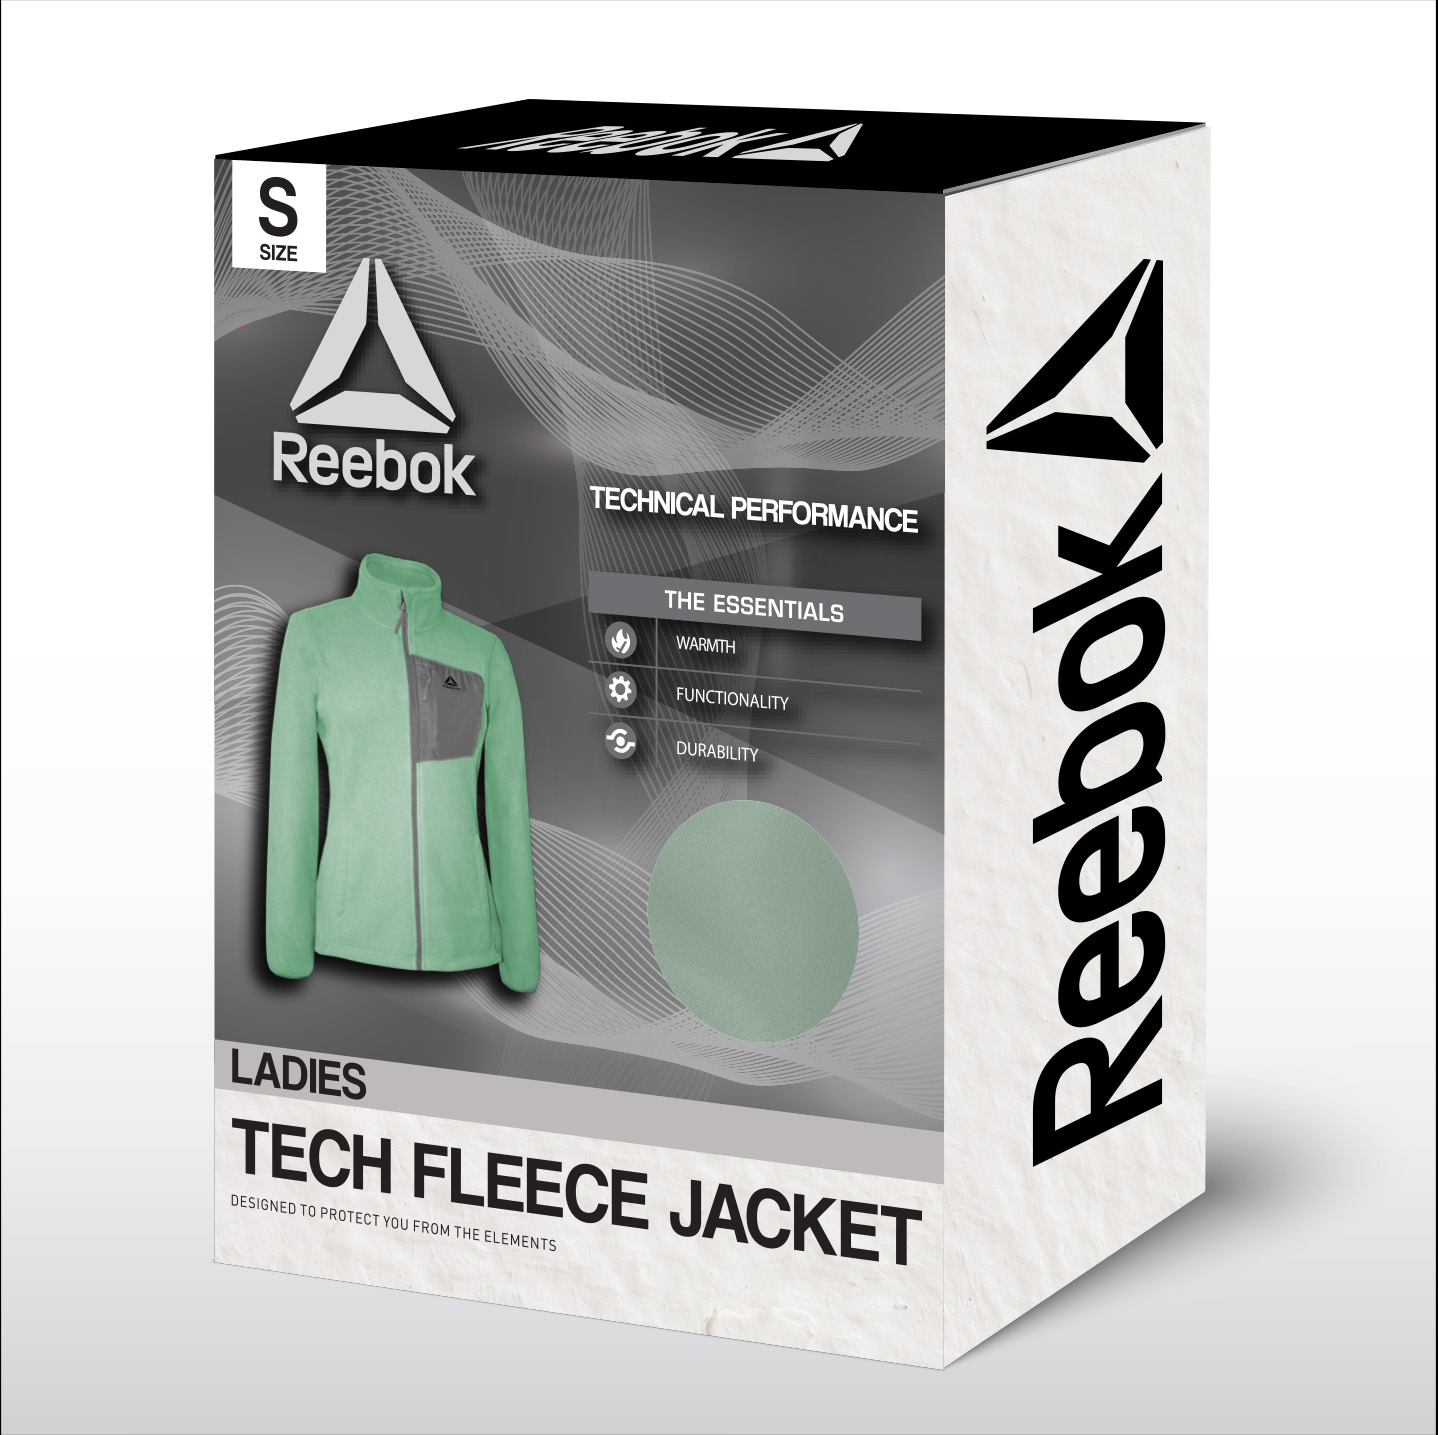 Reebok
S
SIZE
Reebok
TECHNICAL PERFORMANCE
THE ESSENTIALS
WARMTH
FUNCTIONALITY
DURABILITY
LADIES
TECH FLEECE JACKET
DESIGNED TO PROTECT YOU FROM THE ELEMENTS
Reebok